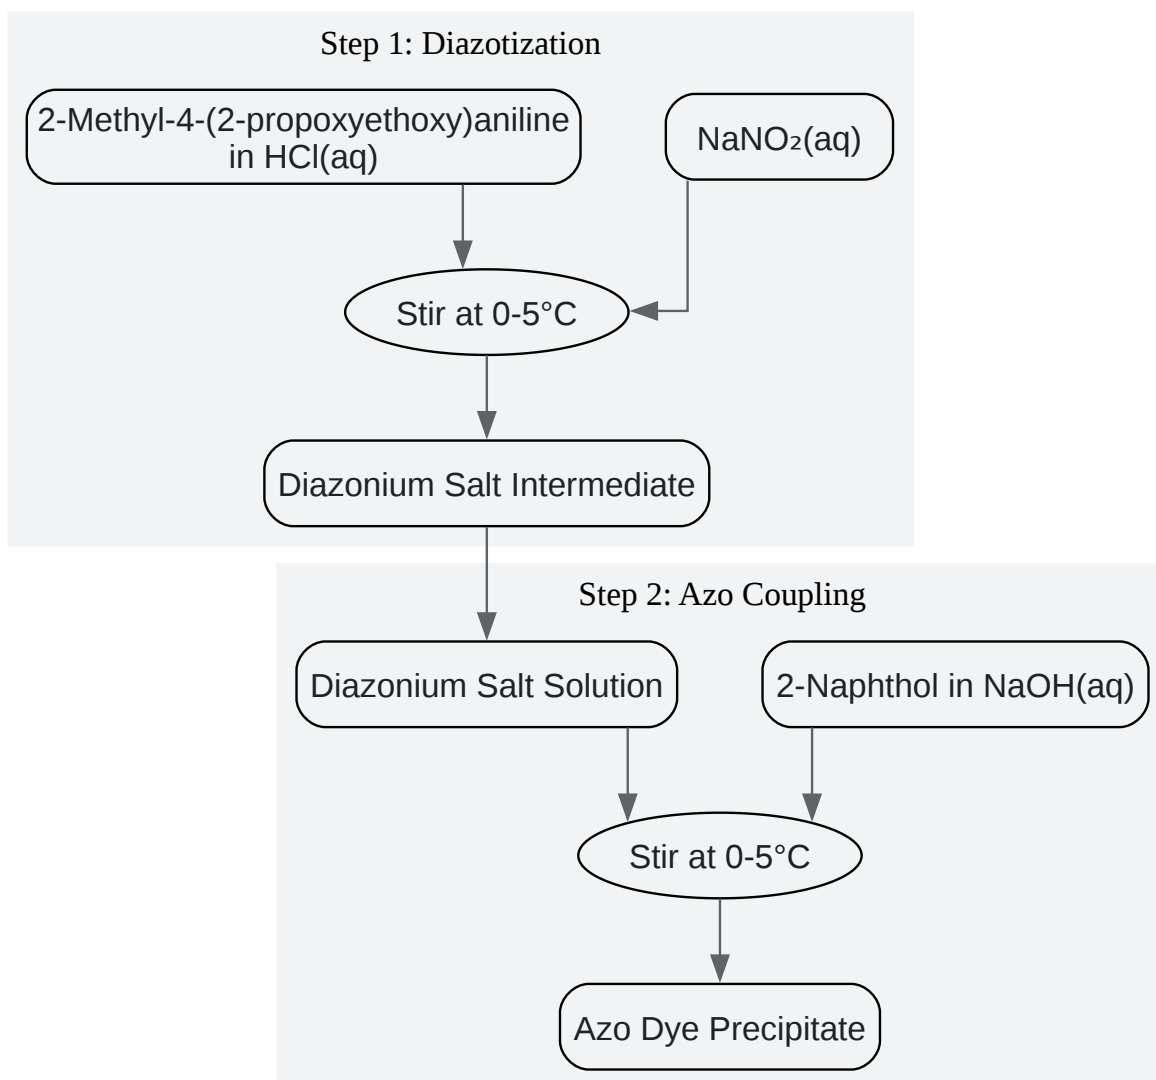 Step 1: Diazotization
2-Methyl-4-(2-propoxyethoxy)aniline
in HCl(aq)
NaNO₂(aq)
Stir at 0-5°C
Diazonium Salt Intermediate
Step 2: Azo Coupling
Diazonium Salt Solution
2-Naphthol in NaOH(aq)
Stir at 0-5°C
Azo Dye Precipitate